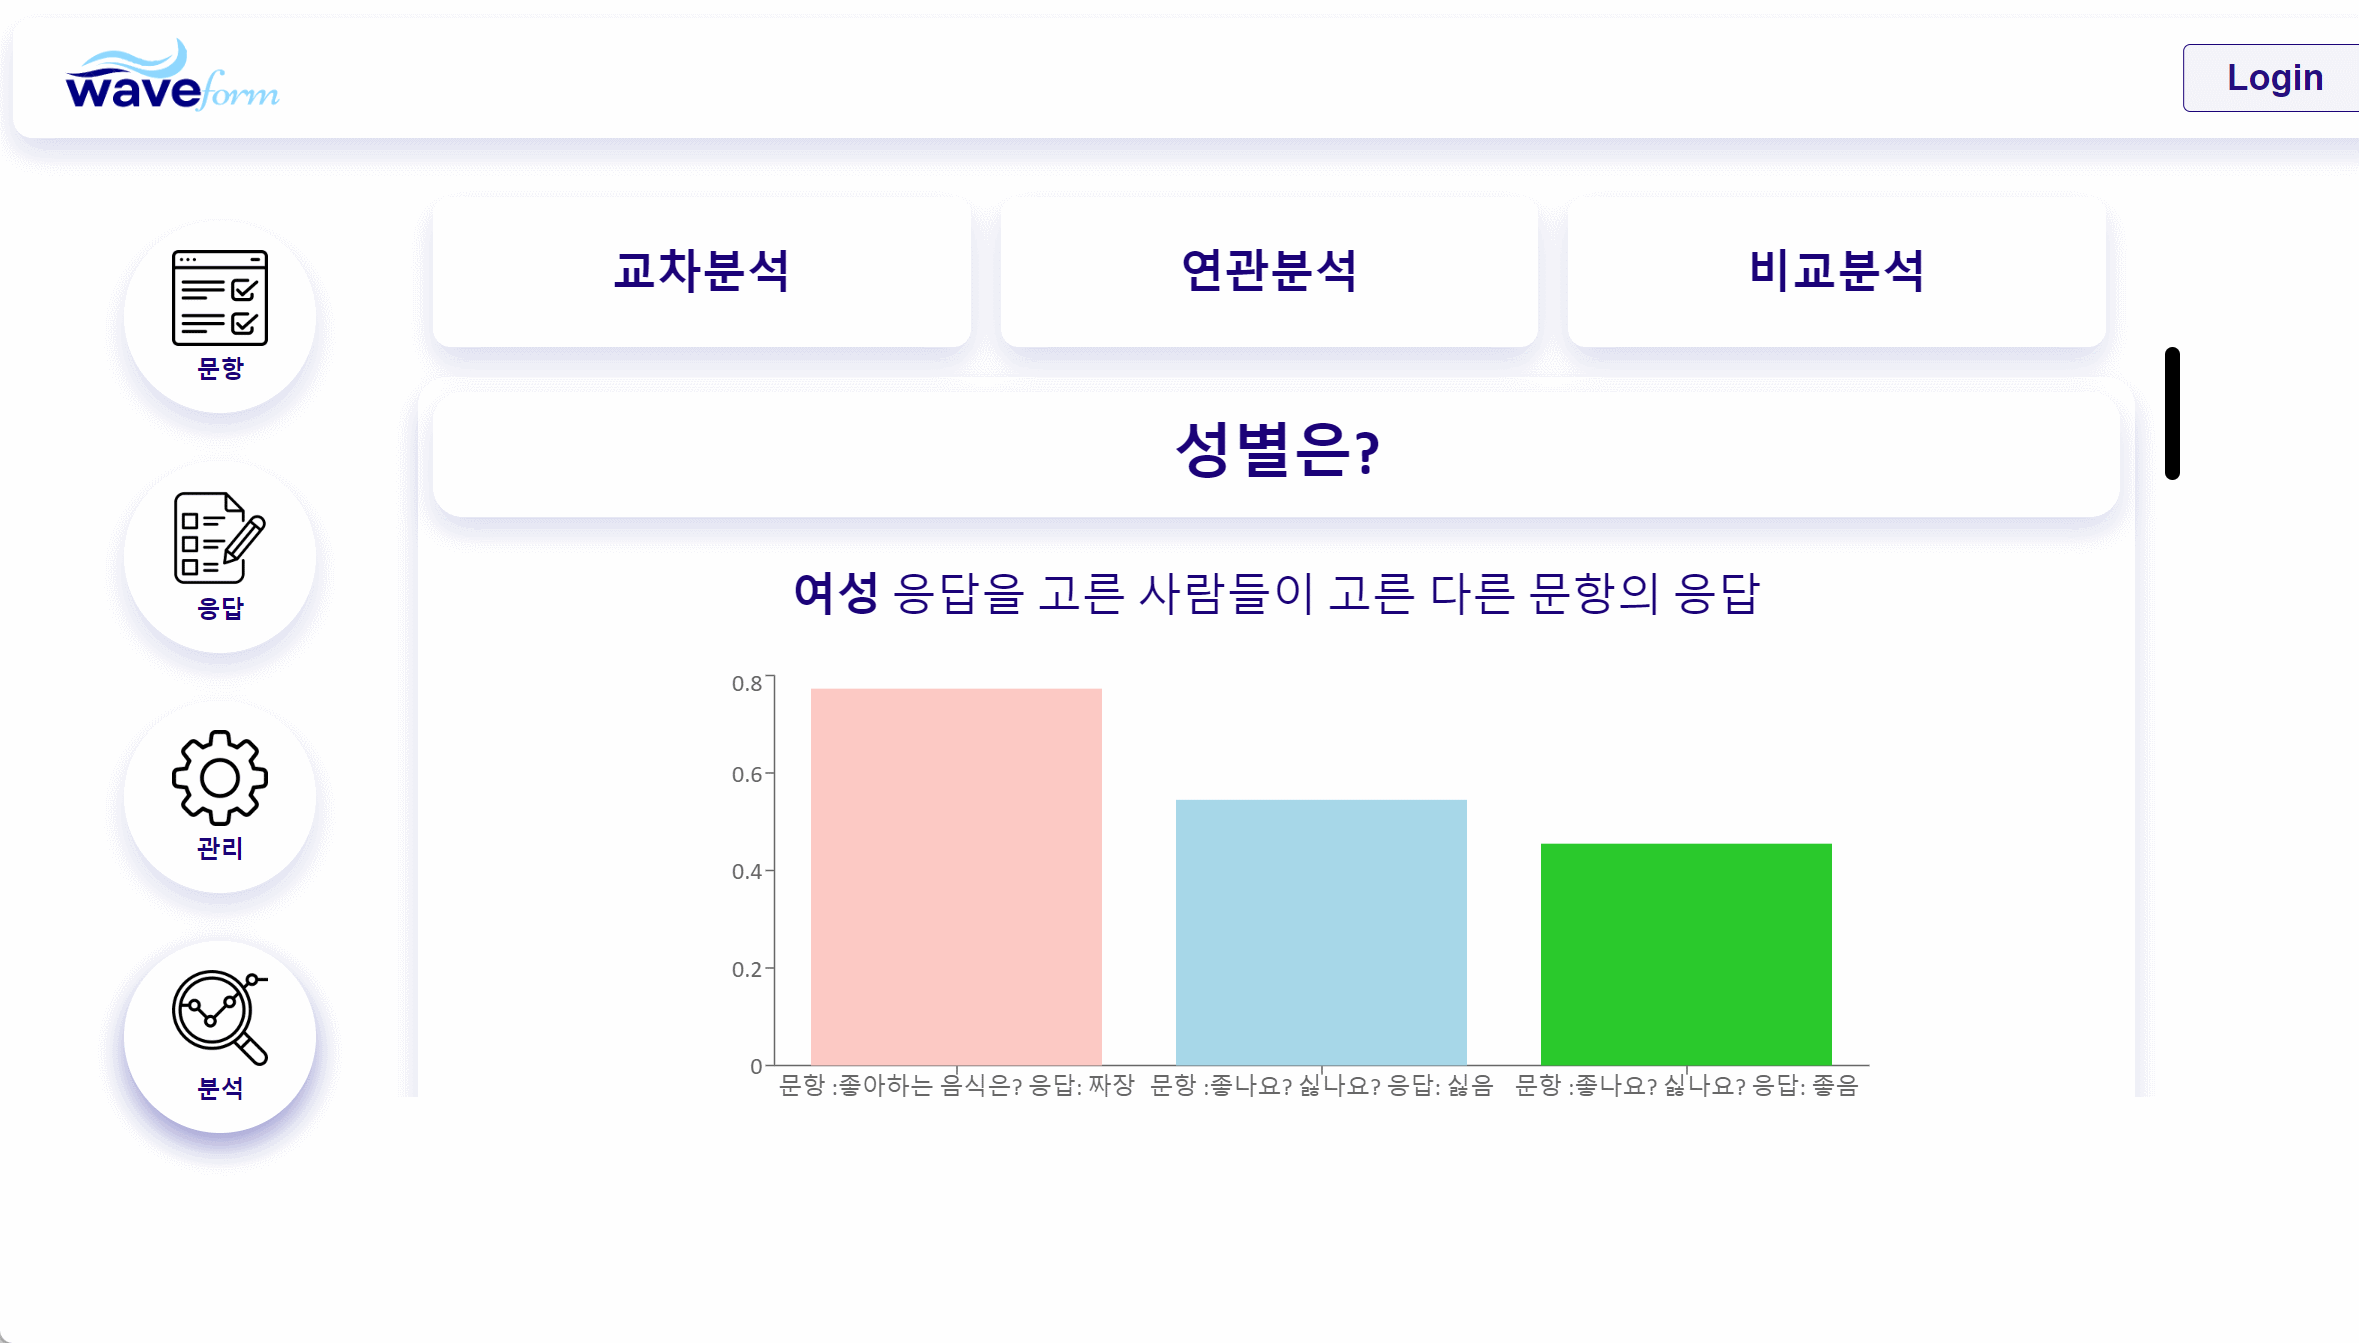 waveform
Login
교차분석
연관분석
비교분석
문항
응답
관리
분석
성별은?
여성 응답을 고른 사람들이 고른 다른 문항의 응답
0.8
0.6
0.4
0.2
0
문항 :좋아하는 음식은? 응답: 짜장
문항 :좋나요? 싫나요? 응답: 싫음
문항 :좋나요? 싫나요? 응답: 좋음